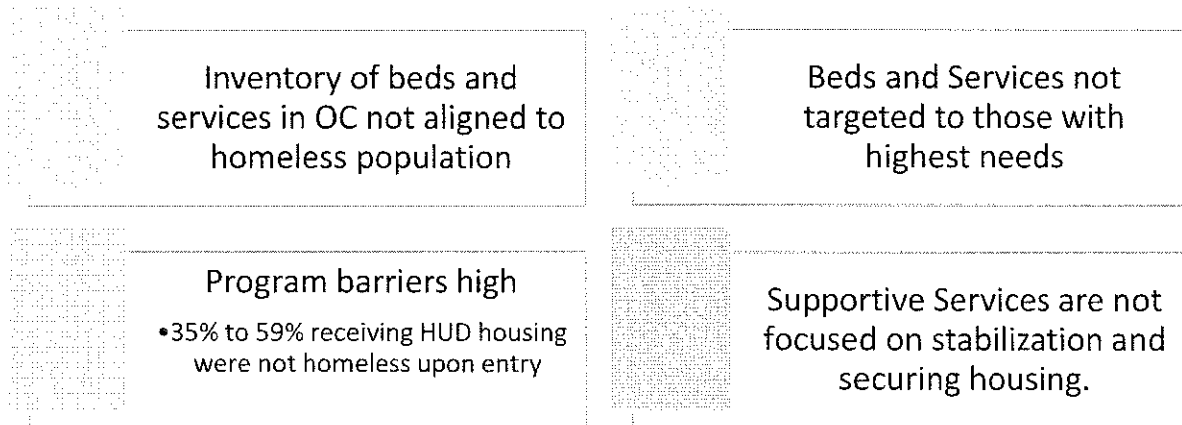 Inventory of beds and
services in OC not aligned to
homeless population
Beds and Services not
targeted to those with
highest needs
Program barriers high
•35% to 59% receiving HUD housing
were not homeless upon entry
Supportive Services are not
focused on stabilization and
securing housing.